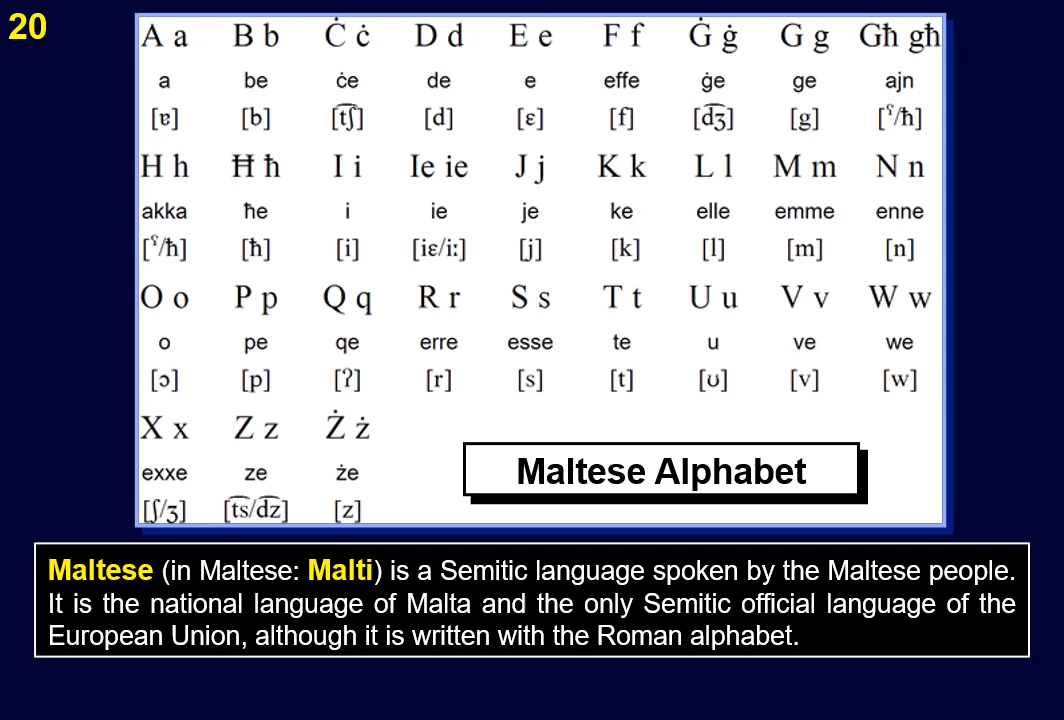 20
A a B b Ċ ċ D d E e F f Ġ ġ G g Għ għ
a be ċe de e effe ġe ge ajn
[ɐ] [b] [t͡ʃ] [d] [ɛ] [f] [d͡ʒ] [g] [ˤ/ħ]
H h Ħ ħ I i Ie ie J j K k L l M m N n
akka ħe i ie je ke elle emme enne
[ˤ/ħ] [ħ] [i] [iɛ/iː] [j] [k] [l] [m] [n]
O o P p Q q R r S s T t U u V v W w
o pe qe erre esse te u ve we
[ɔ] [p] [ʔ] [r] [s] [t] [ʊ] [v] [w]
X x Z z Ż ż
exxe ze że
[ʃ/ʒ] [t͡s/d͡z] [z]
Maltese Alphabet
Maltese (in Maltese: Malti) is a Semitic language spoken by the Maltese people.
It is the national language of Malta and the only Semitic official language of the
European Union, although it is written with the Roman alphabet.